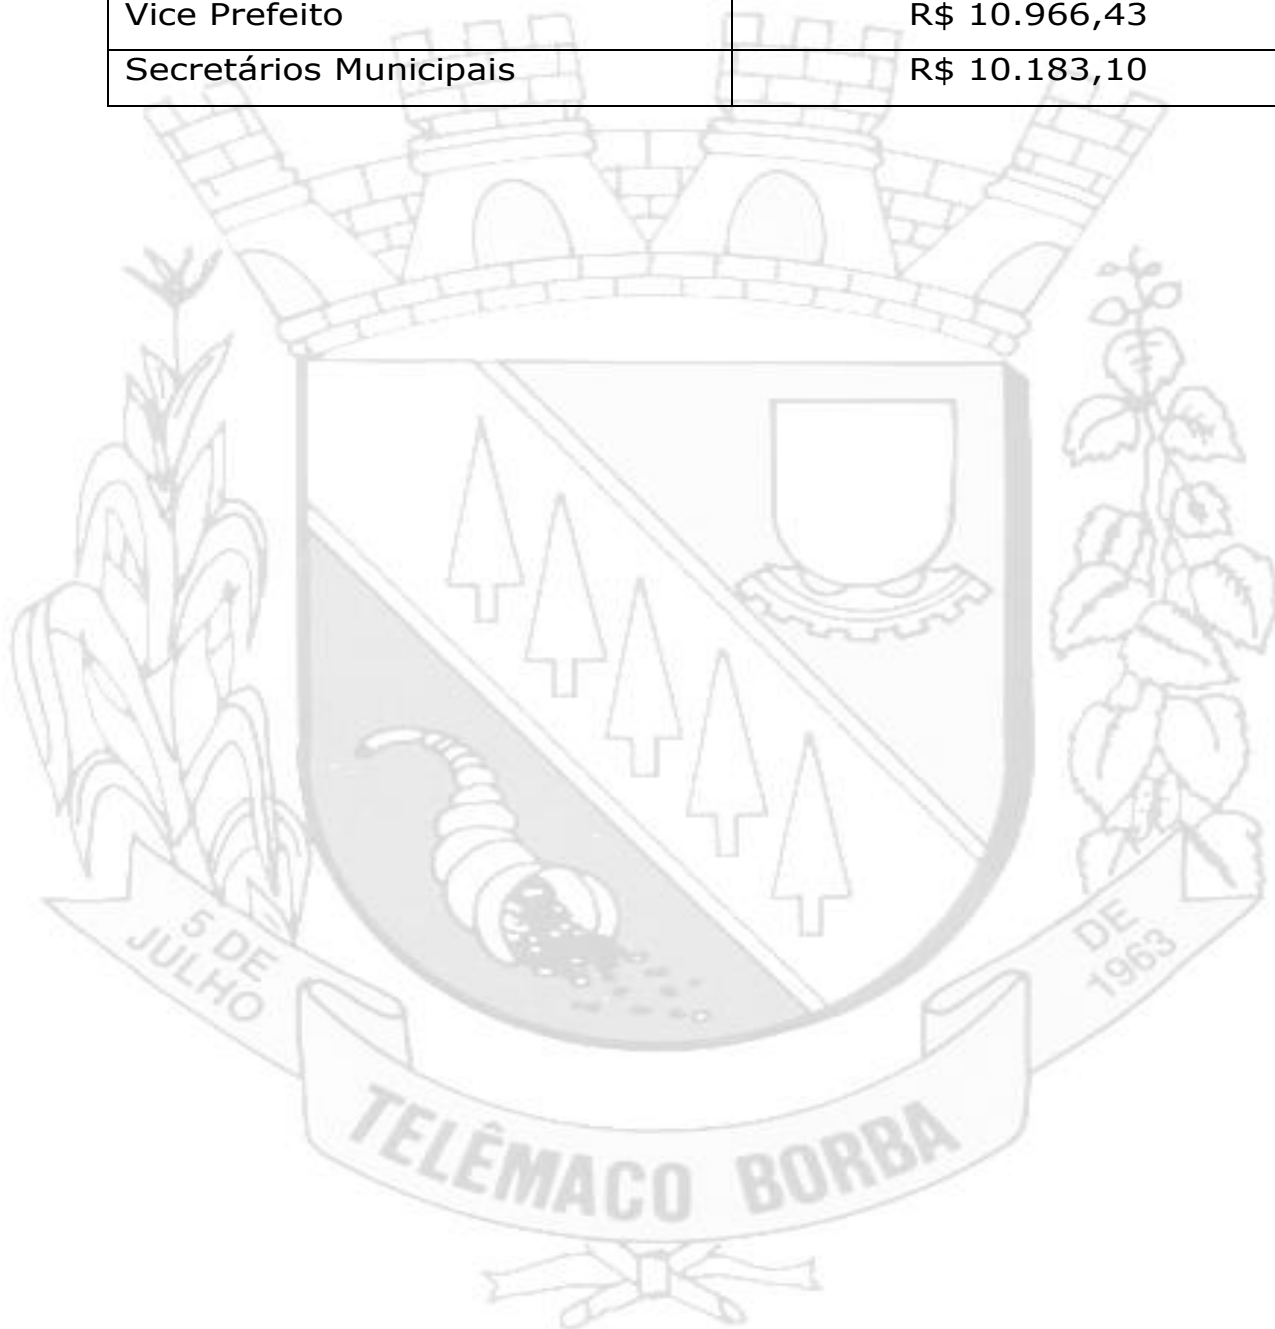 Vice Prefeito R$ 10.966,43
Secretários Municipais R$ 10.183,10
5 DE
JULHO
DE
1963
TELÊMACO BORBA